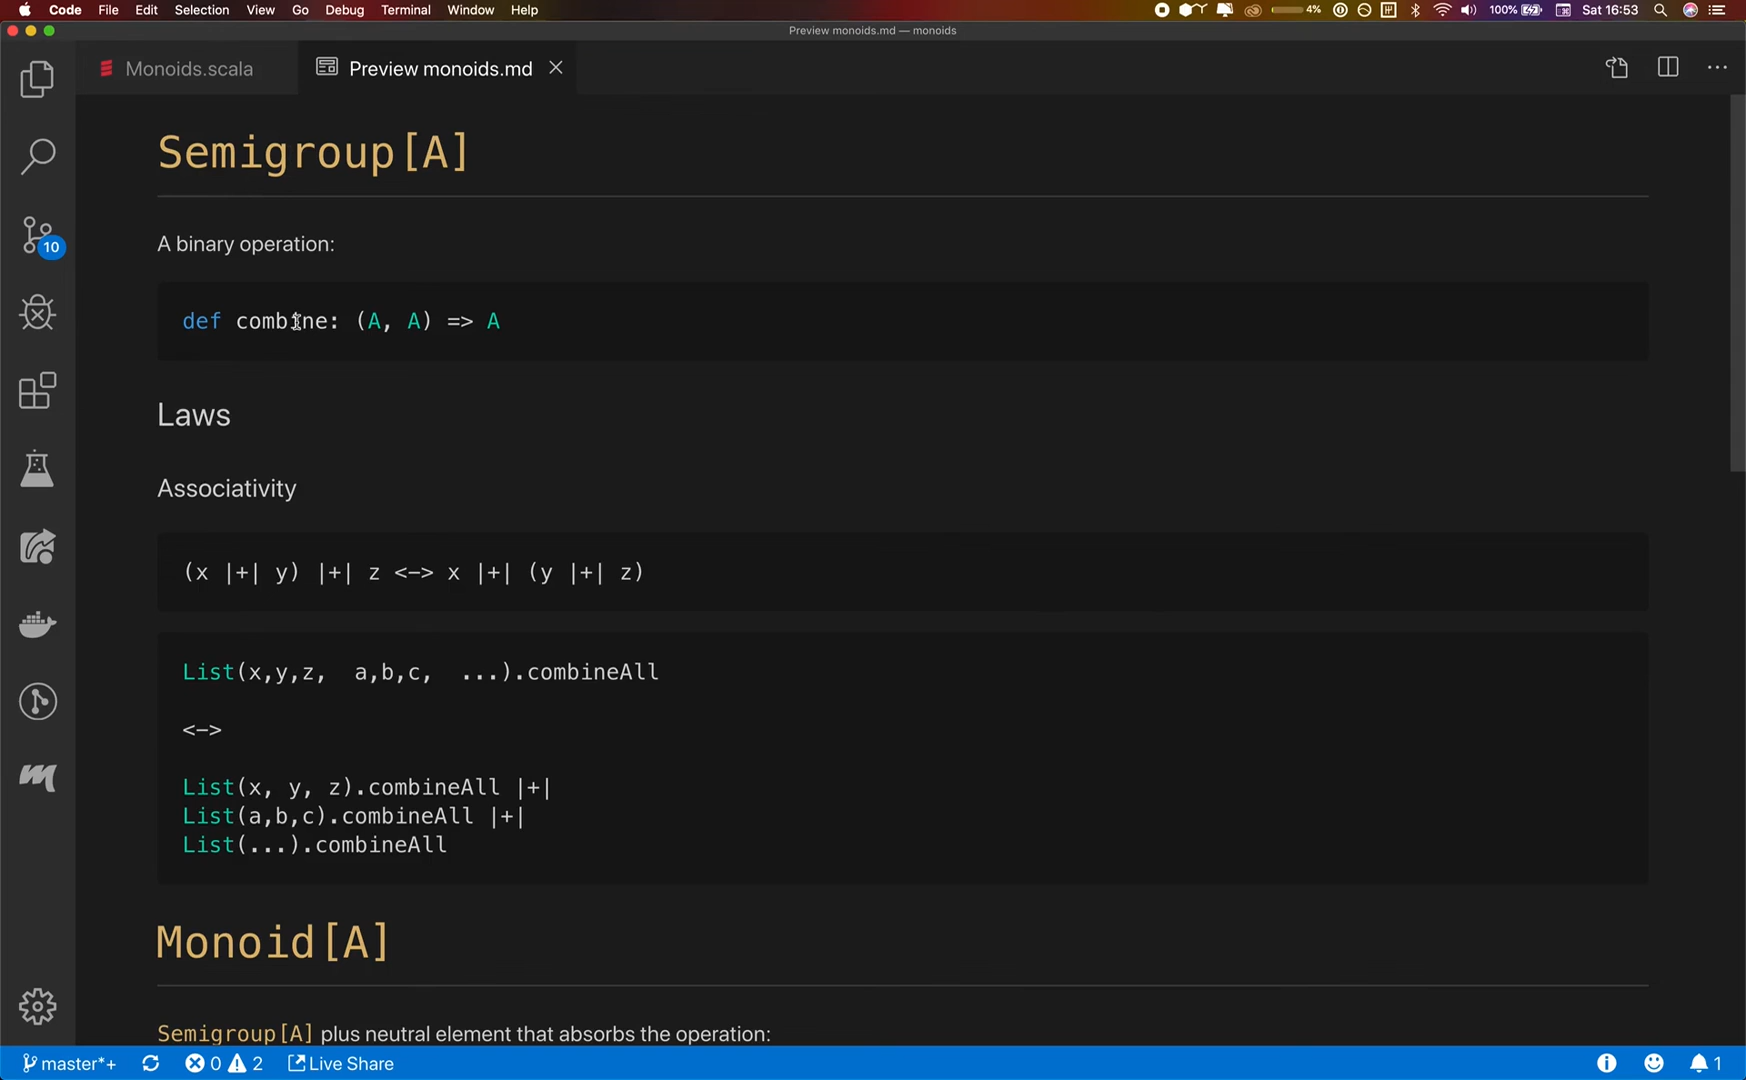 Code File Edit Selection View Go Debug Terminal Window Help 4% 100% Sat 16:53
Preview monoids.md — monoids
Monoids.scala Preview monoids.md
Semigroup[A]
A binary operation:
10
def combine: (A, A) => A
Laws
Associativity
(x |+| y) |+| z <-> x |+| (y |+| z)
List(x,y,z, a,b,c, ...).combineAll
<->
List(x, y, z).combineAll |+|
List(a,b,c).combineAll |+|
List(...).combineAll
Monoid[A]
Semigroup[A] plus neutral element that absorbs the operation:
master*+ 0 2 Live Share 1